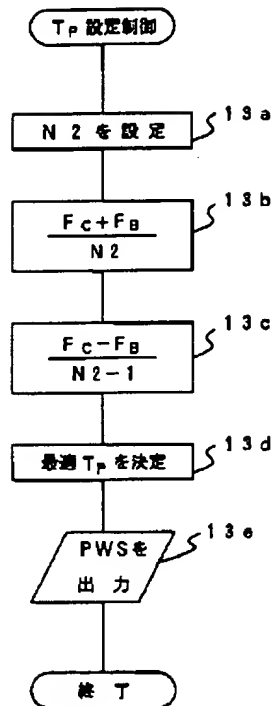 TP 設定制御
N2を設定
13a
FC+FB
N2
13b
FC−FB
N2−1
13c
最適TPを決定
13d
PWSを
出力
13e
終了